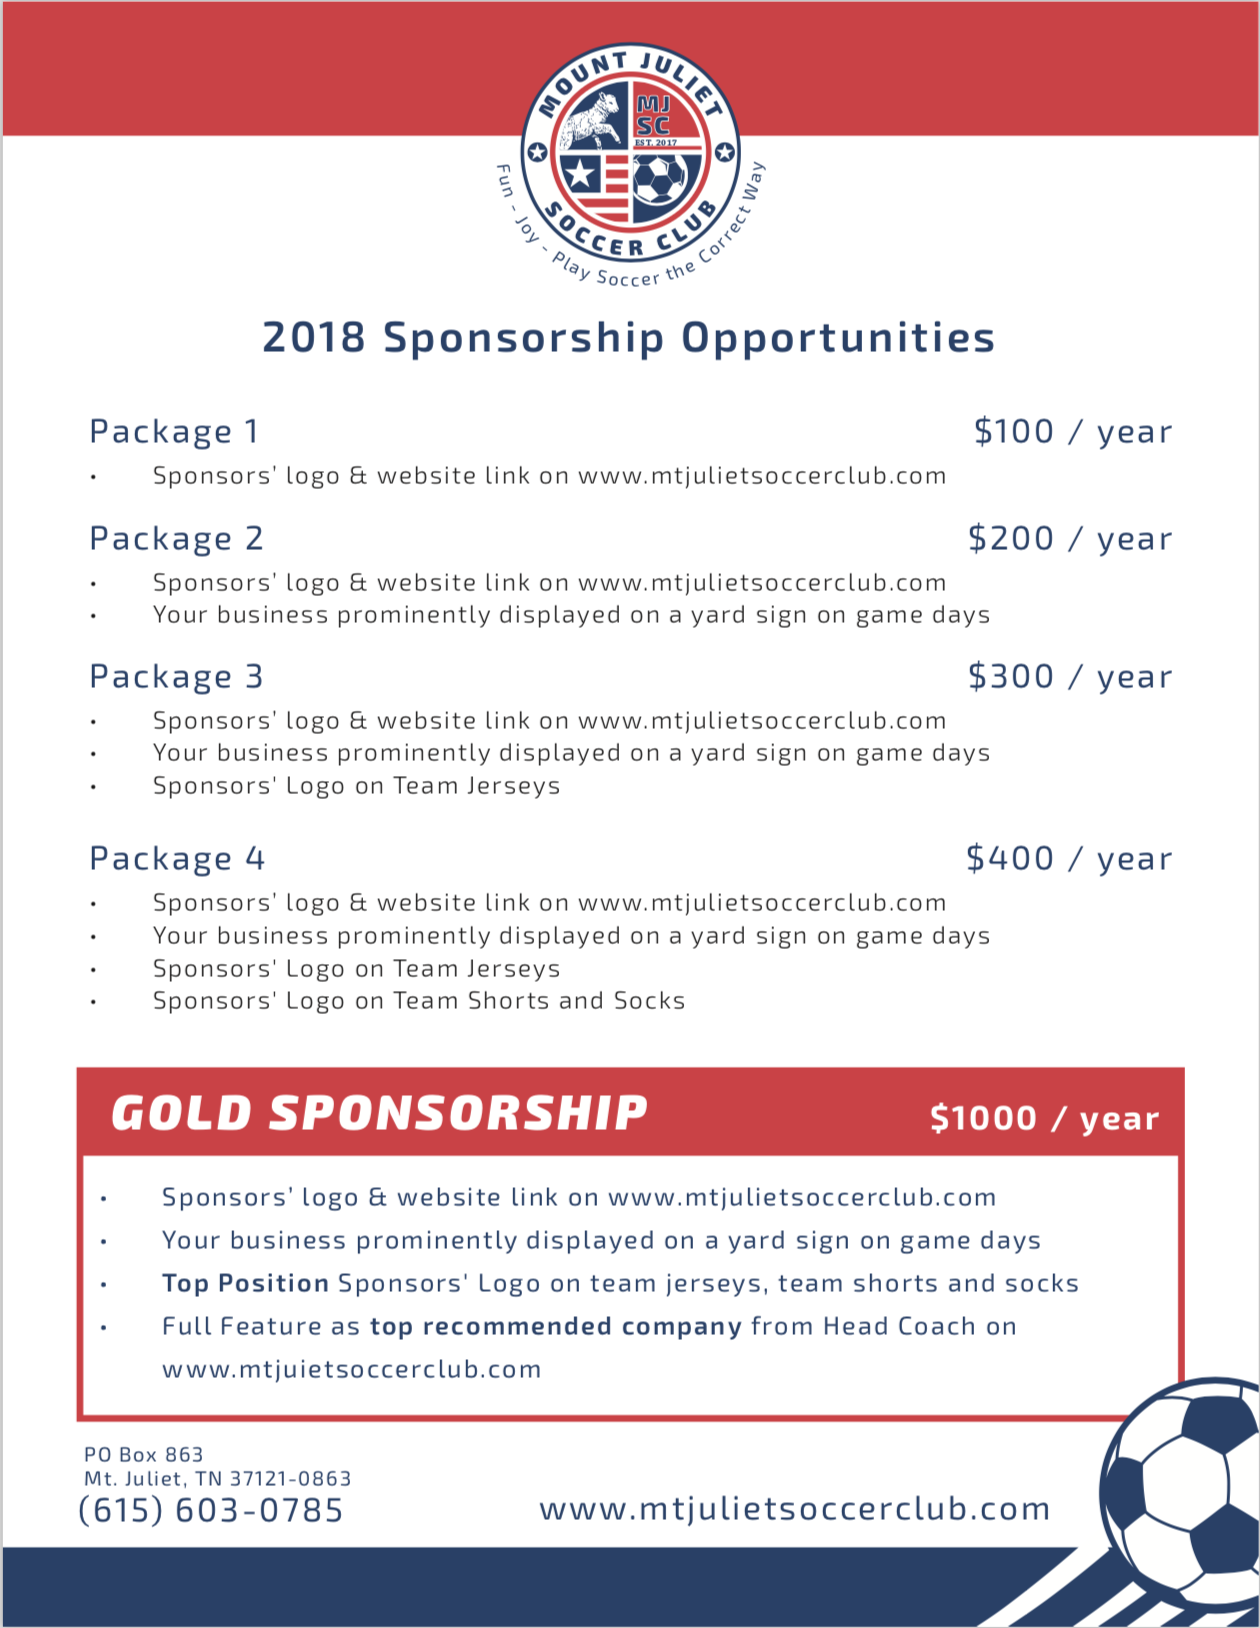 MOUNT JULIET
MJ
SC
EST. 2017
SOCCER CLUB
Fun - Joy - Play Soccer the Correct Way
2018 Sponsorship Opportunities
Package 1 $100 / year
• Sponsors’ logo & website link on www.mtjulietsoccerclub.com
Package 2 $200 / year
• Sponsors’ logo & website link on www.mtjulietsoccerclub.com
• Your business prominently displayed on a yard sign on game days
Package 3 $300 / year
• Sponsors’ logo & website link on www.mtjulietsoccerclub.com
• Your business prominently displayed on a yard sign on game days
• Sponsors' Logo on Team Jerseys
Package 4 $400 / year
• Sponsors’ logo & website link on www.mtjulietsoccerclub.com
• Your business prominently displayed on a yard sign on game days
• Sponsors' Logo on Team Jerseys
• Sponsors' Logo on Team Shorts and Socks
GOLD SPONSORSHIP $1000 / year
• Sponsors’ logo & website link on www.mtjulietsoccerclub.com
• Your business prominently displayed on a yard sign on game days
• Top Position Sponsors' Logo on team jerseys, team shorts and socks
• Full Feature as top recommended company from Head Coach on
www.mtjuietsoccerclub.com
PO Box 863
Mt. Juliet, TN 37121-0863
(615) 603-0785
www.mtjulietsoccerclub.com